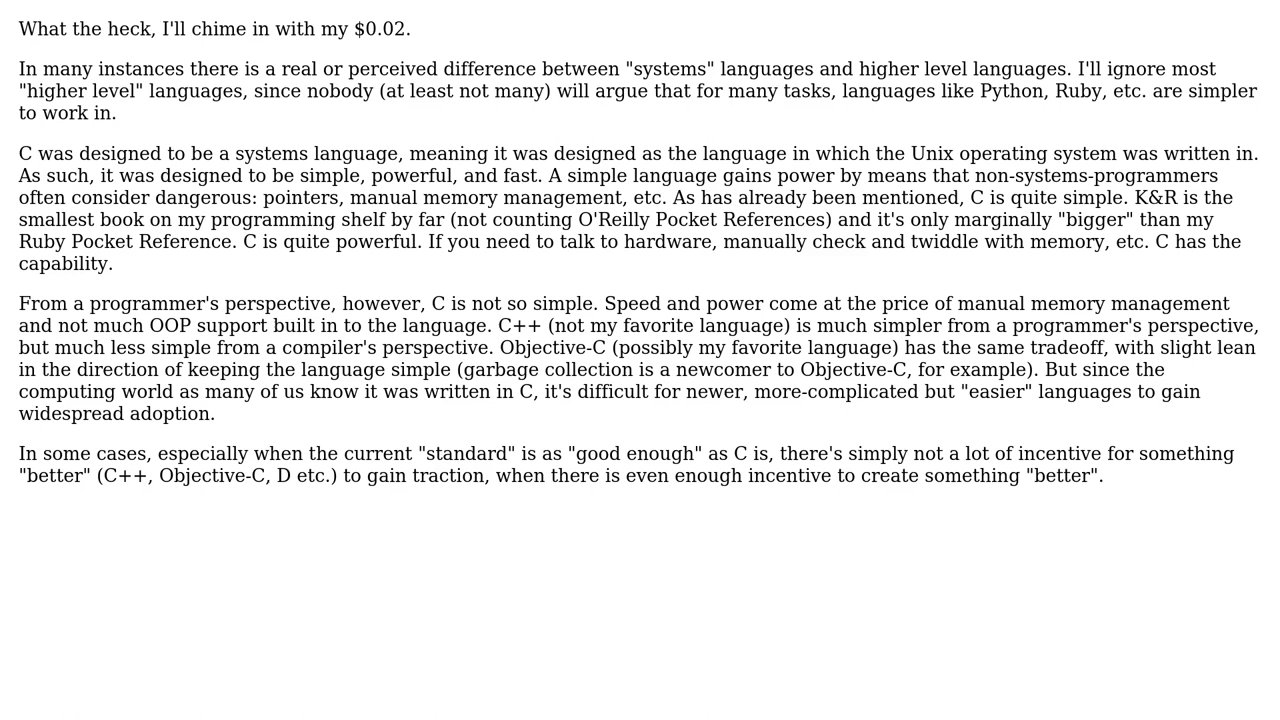 What the heck, I'll chime in with my $0.02.
In many instances there is a real or perceived difference between "systems" languages and higher level languages. I'll ignore most
"higher level" languages, since nobody (at least not many) will argue that for many tasks, languages like Python, Ruby, etc. are simpler
to work in.
C was designed to be a systems language, meaning it was designed as the language in which the Unix operating system was written in.
As such, it was designed to be simple, powerful, and fast. A simple language gains power by means that non-systems-programmers
often consider dangerous: pointers, manual memory management, etc. As has already been mentioned, C is quite simple. K&R is the
smallest book on my programming shelf by far (not counting O'Reilly Pocket References) and it's only marginally "bigger" than my
Ruby Pocket Reference. C is quite powerful. If you need to talk to hardware, manually check and twiddle with memory, etc. C has the
capability.
From a programmer's perspective, however, C is not so simple. Speed and power come at the price of manual memory management
and not much OOP support built in to the language. C++ (not my favorite language) is much simpler from a programmer's perspective,
but much less simple from a compiler's perspective. Objective-C (possibly my favorite language) has the same tradeoff, with slight lean
in the direction of keeping the language simple (garbage collection is a newcomer to Objective-C, for example). But since the
computing world as many of us know it was written in C, it's difficult for newer, more-complicated but "easier" languages to gain
widespread adoption.
In some cases, especially when the current "standard" is as "good enough" as C is, there's simply not a lot of incentive for something
"better" (C++, Objective-C, D etc.) to gain traction, when there is even enough incentive to create something "better".